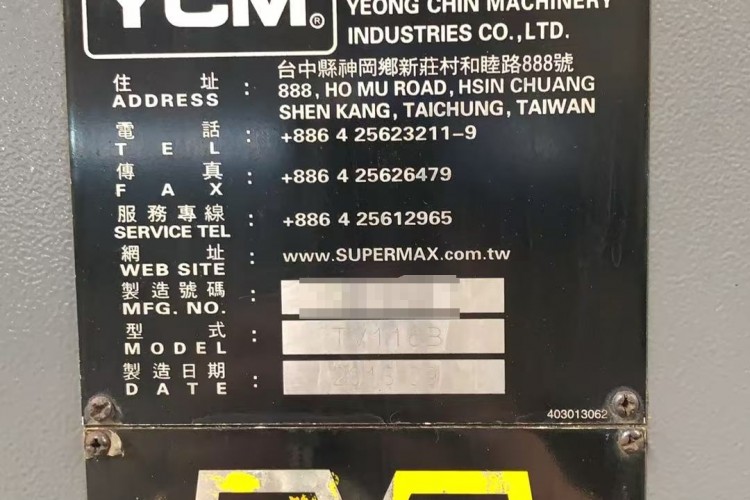 YCM®
YEONG CHIN MACHINERY
INDUSTRIES CO.,LTD.
住址 : 台中縣神岡鄉新莊村和睦路888號
ADDRESS 888, HO MU ROAD, HSIN CHUANG
SHEN KANG, TAICHUNG, TAIWAN
電話 : +886 4 25623211-9
TEL
傳真 : +886 4 25626479
FAX
服務專線 : +886 4 25612965
SERVICE TEL
網址 : www.SUPERMAX.com.tw
WEB SITE
製造號碼 :
MFG. NO.
型式 : TV116B
MODEL
製造日期 :
DATE
403013062